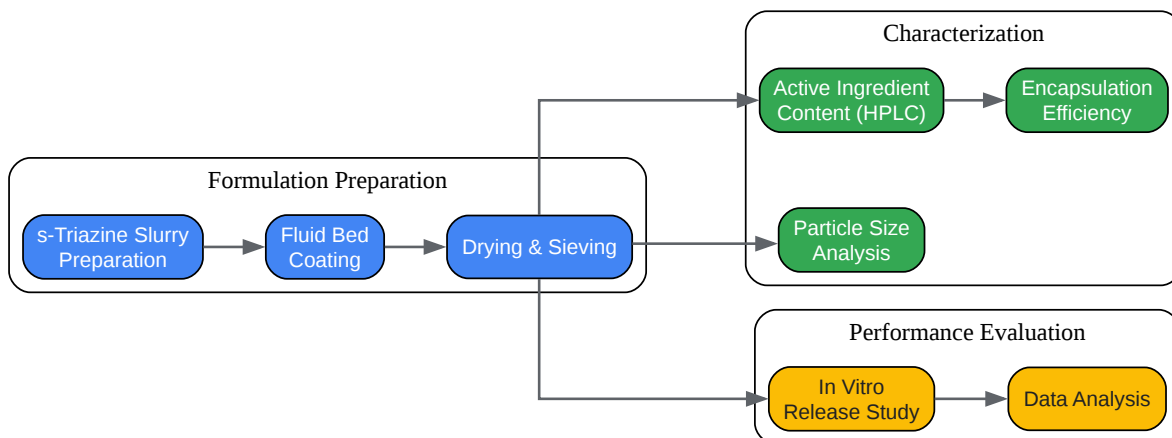 Characterization
Active Ingredient
Content (HPLC)
Encapsulation
Efficiency
Formulation Preparation
s-Triazine Slurry
Preparation
Fluid Bed
Coating
Drying & Sieving
Particle Size
Analysis
Performance Evaluation
In Vitro
Release Study
Data Analysis